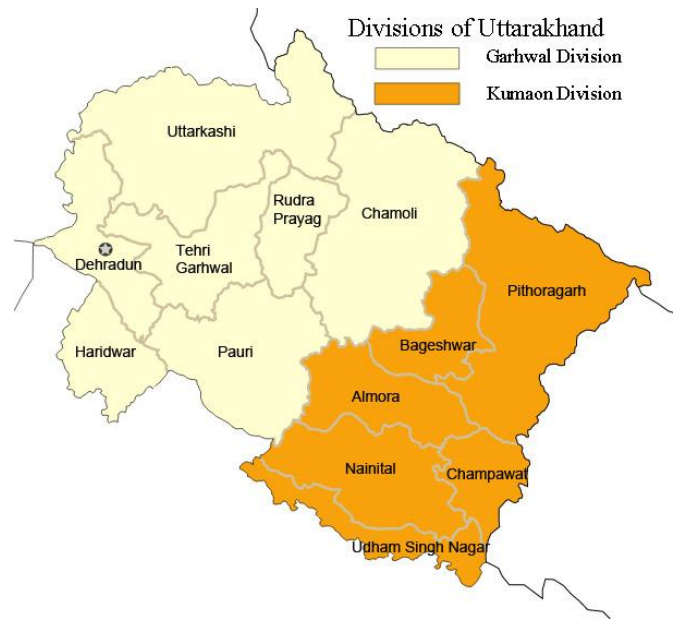 Divisions of Uttarakhand
Garhwal Division
Kumaon Division
Uttarkashi
Rudra
Prayag
Chamoli
Tehri
Garhwal
Dehradun
Pithoragarh
Haridwar
Pauri
Bageshwar
Almora
Nainital
Champawat
Udham Singh Nagar